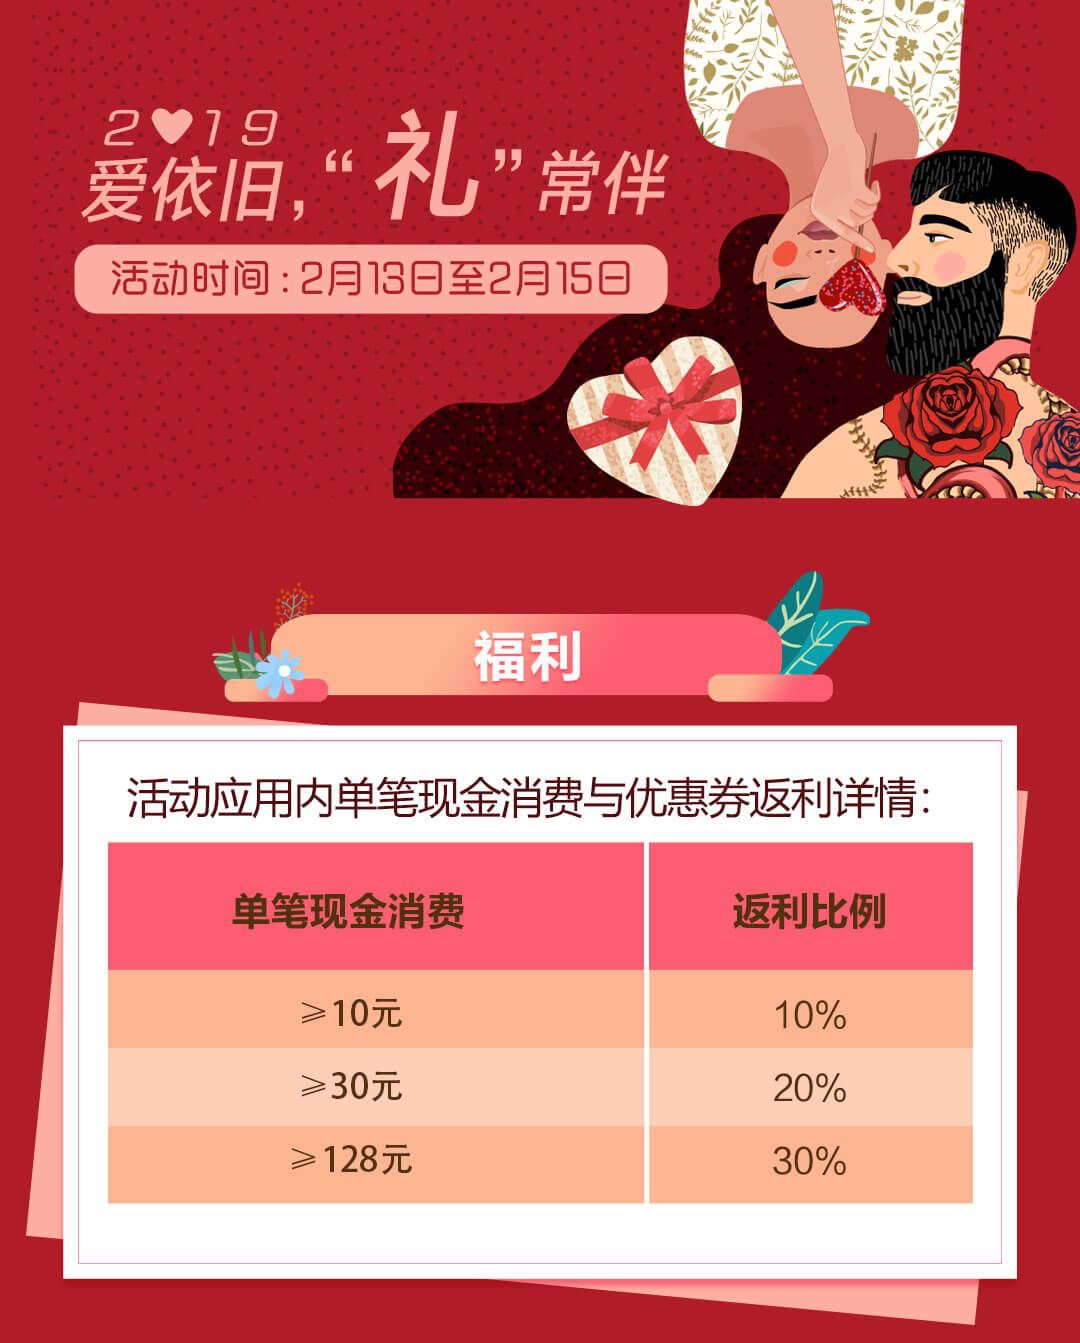 2❤19
爱依旧，“礼”常伴
活动时间：2月13日至2月15日
福利
活动应用内单笔现金消费与优惠券返利详情：
单笔现金消费 返利比例
⩾10元 10%
⩾30元 20%
⩾128元 30%